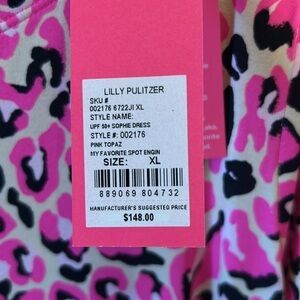 LILLY PULITZER
SKU #
002176 6722JI XL
STYLE NAME:
UPF 50+ SOPHIE DRESS
STYLE #: 002176
PINK TOPAZ
MY FAVORITE SPOT ENGIN
SIZE: XL
889069 804732
MANUFACTURER'S SUGGESTED PRICE
$148.00